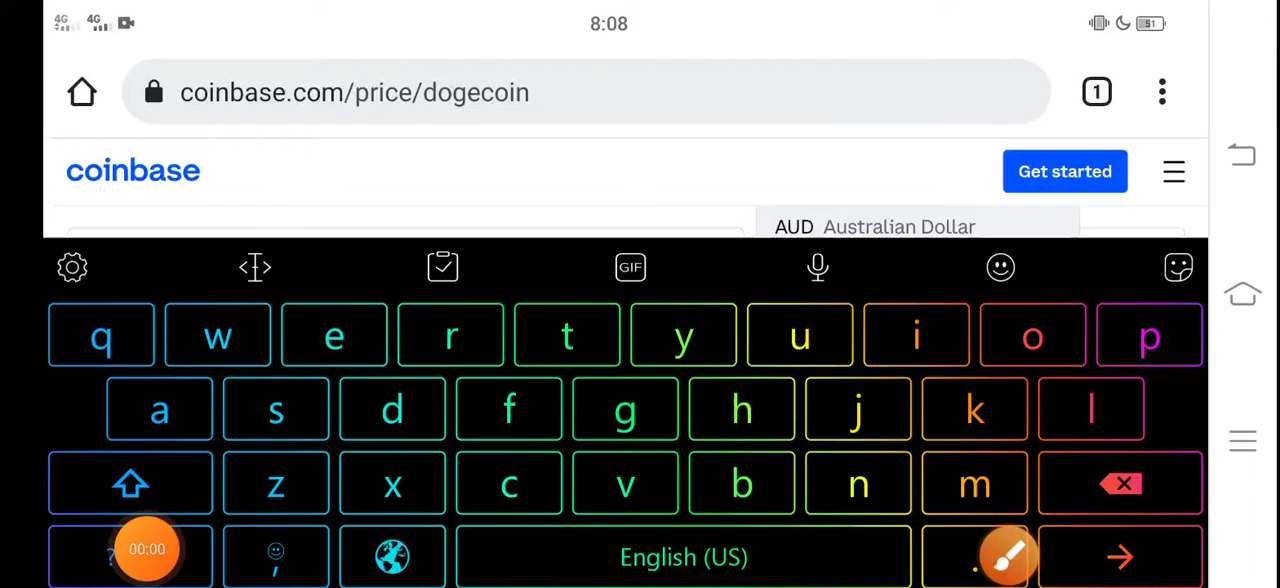 4G 4G 8:08 51
coinbase.com/price/dogecoin 1
coinbase Get started
AUD Australian Dollar
GIF
q w e r t y u i o p
a s d f g h j k l
z x c v b n m
00:00 ? , English (US) .